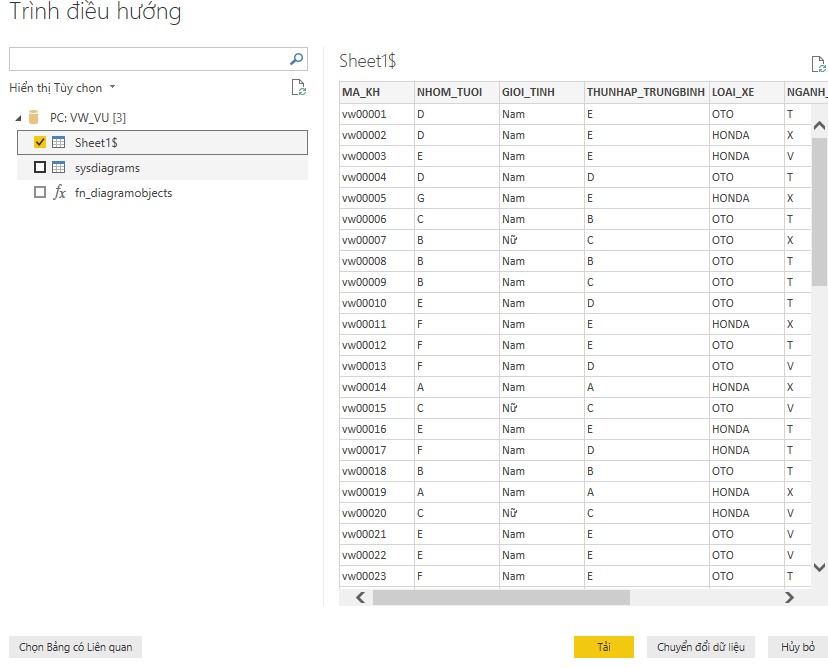 Trình điều hướng
Hiển thị Tùy chọn
PC: VW_VU [3]
Sheet1$
sysdiagrams
fx fn_diagramobjects
Sheet1$
MA_KH NHOM_TUOI GIOI_TINH THUNHAP_TRUNGBINH LOAI_XE NGANH_
vw00001 D Nam E OTO T
vw00002 D Nam E HONDA X
vw00003 E Nam E HONDA V
vw00004 D Nam D OTO T
vw00005 G Nam E HONDA X
vw00006 C Nam B OTO T
vw00007 B Nữ C OTO X
vw00008 B Nam B OTO T
vw00009 B Nam C OTO T
vw00010 E Nam D OTO T
vw00011 F Nam E HONDA X
vw00012 F Nam E OTO T
vw00013 F Nam D OTO V
vw00014 A Nam A HONDA X
vw00015 C Nữ C OTO V
vw00016 E Nam E HONDA T
vw00017 F Nam D HONDA T
vw00018 B Nam B OTO T
vw00019 A Nam A HONDA X
vw00020 C Nữ C HONDA V
vw00021 E Nam E OTO V
vw00022 E Nam E OTO V
vw00023 F Nam E OTO T
Chọn Bảng có Liên quan
Tải
Chuyển đổi dữ liệu
Hủy bỏ